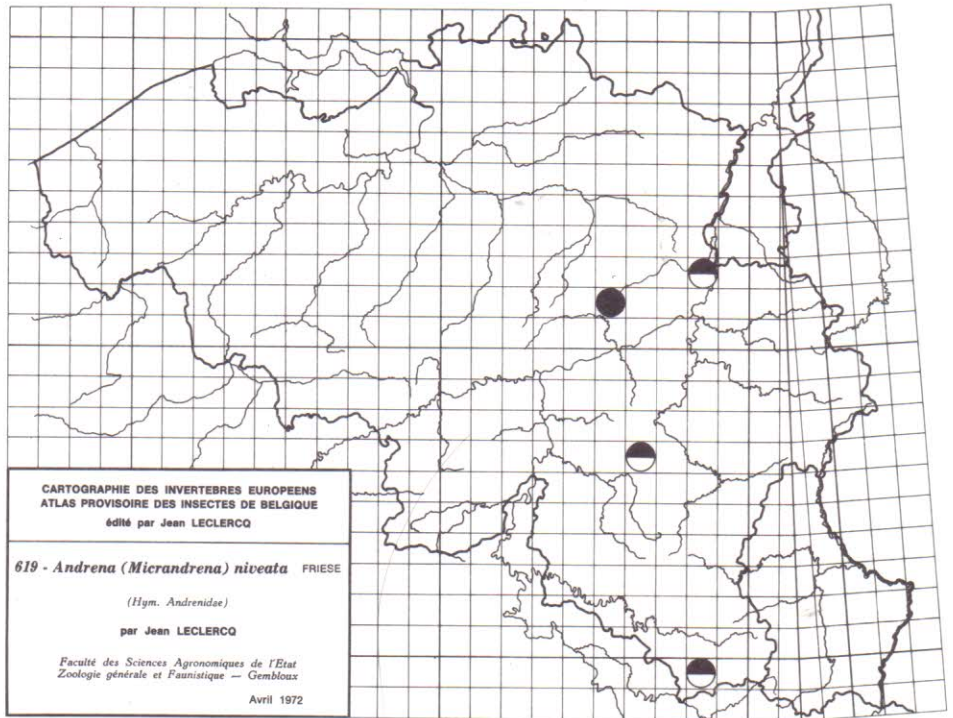 CARTOGRAPHIE DES INVERTEBRES EUROPEENS
ATLAS PROVISOIRE DES INSECTES DE BELGIQUE
édité par Jean LECLERCQ
619 - Andrena (Micrandrena) niveata FRIESE
(Hym. Andrenidae)
par Jean LECLERCQ
Faculté des Sciences Agronomiques de l'Etat
Zoologie générale et Faunistique — Gembloux
Avril 1972